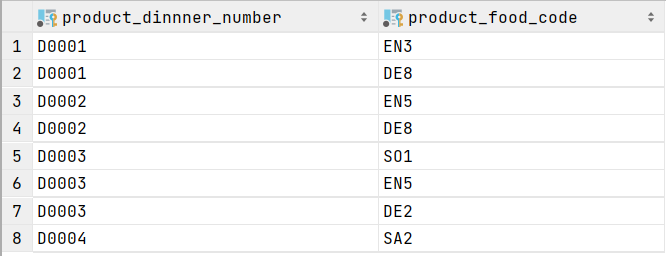 product_dinnner_number product_food_code
1 D0001 EN3
2 D0001 DE8
3 D0002 EN5
4 D0002 DE8
5 D0003 SO1
6 D0003 EN5
7 D0003 DE2
8 D0004 SA2